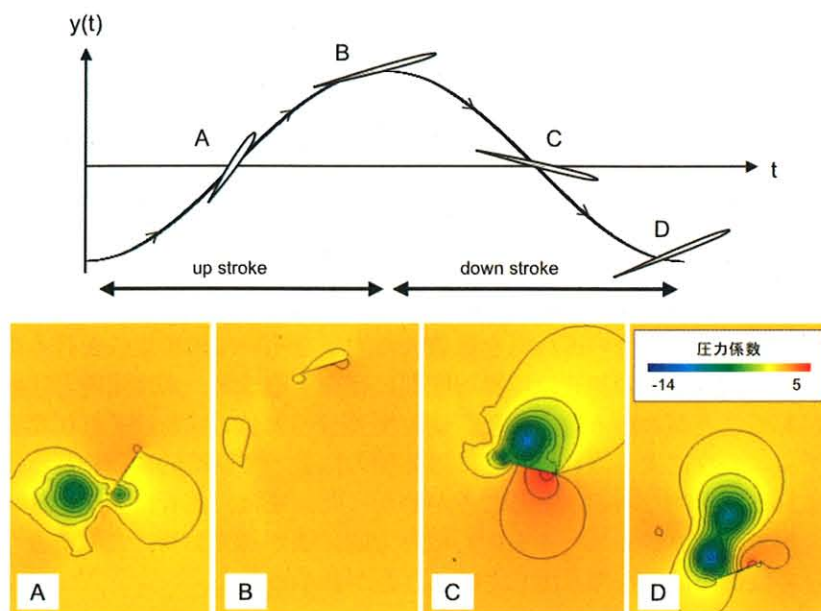 y(t)
A
B
C
D
t
up stroke
down stroke
圧力係数
-14
5
A
B
C
D